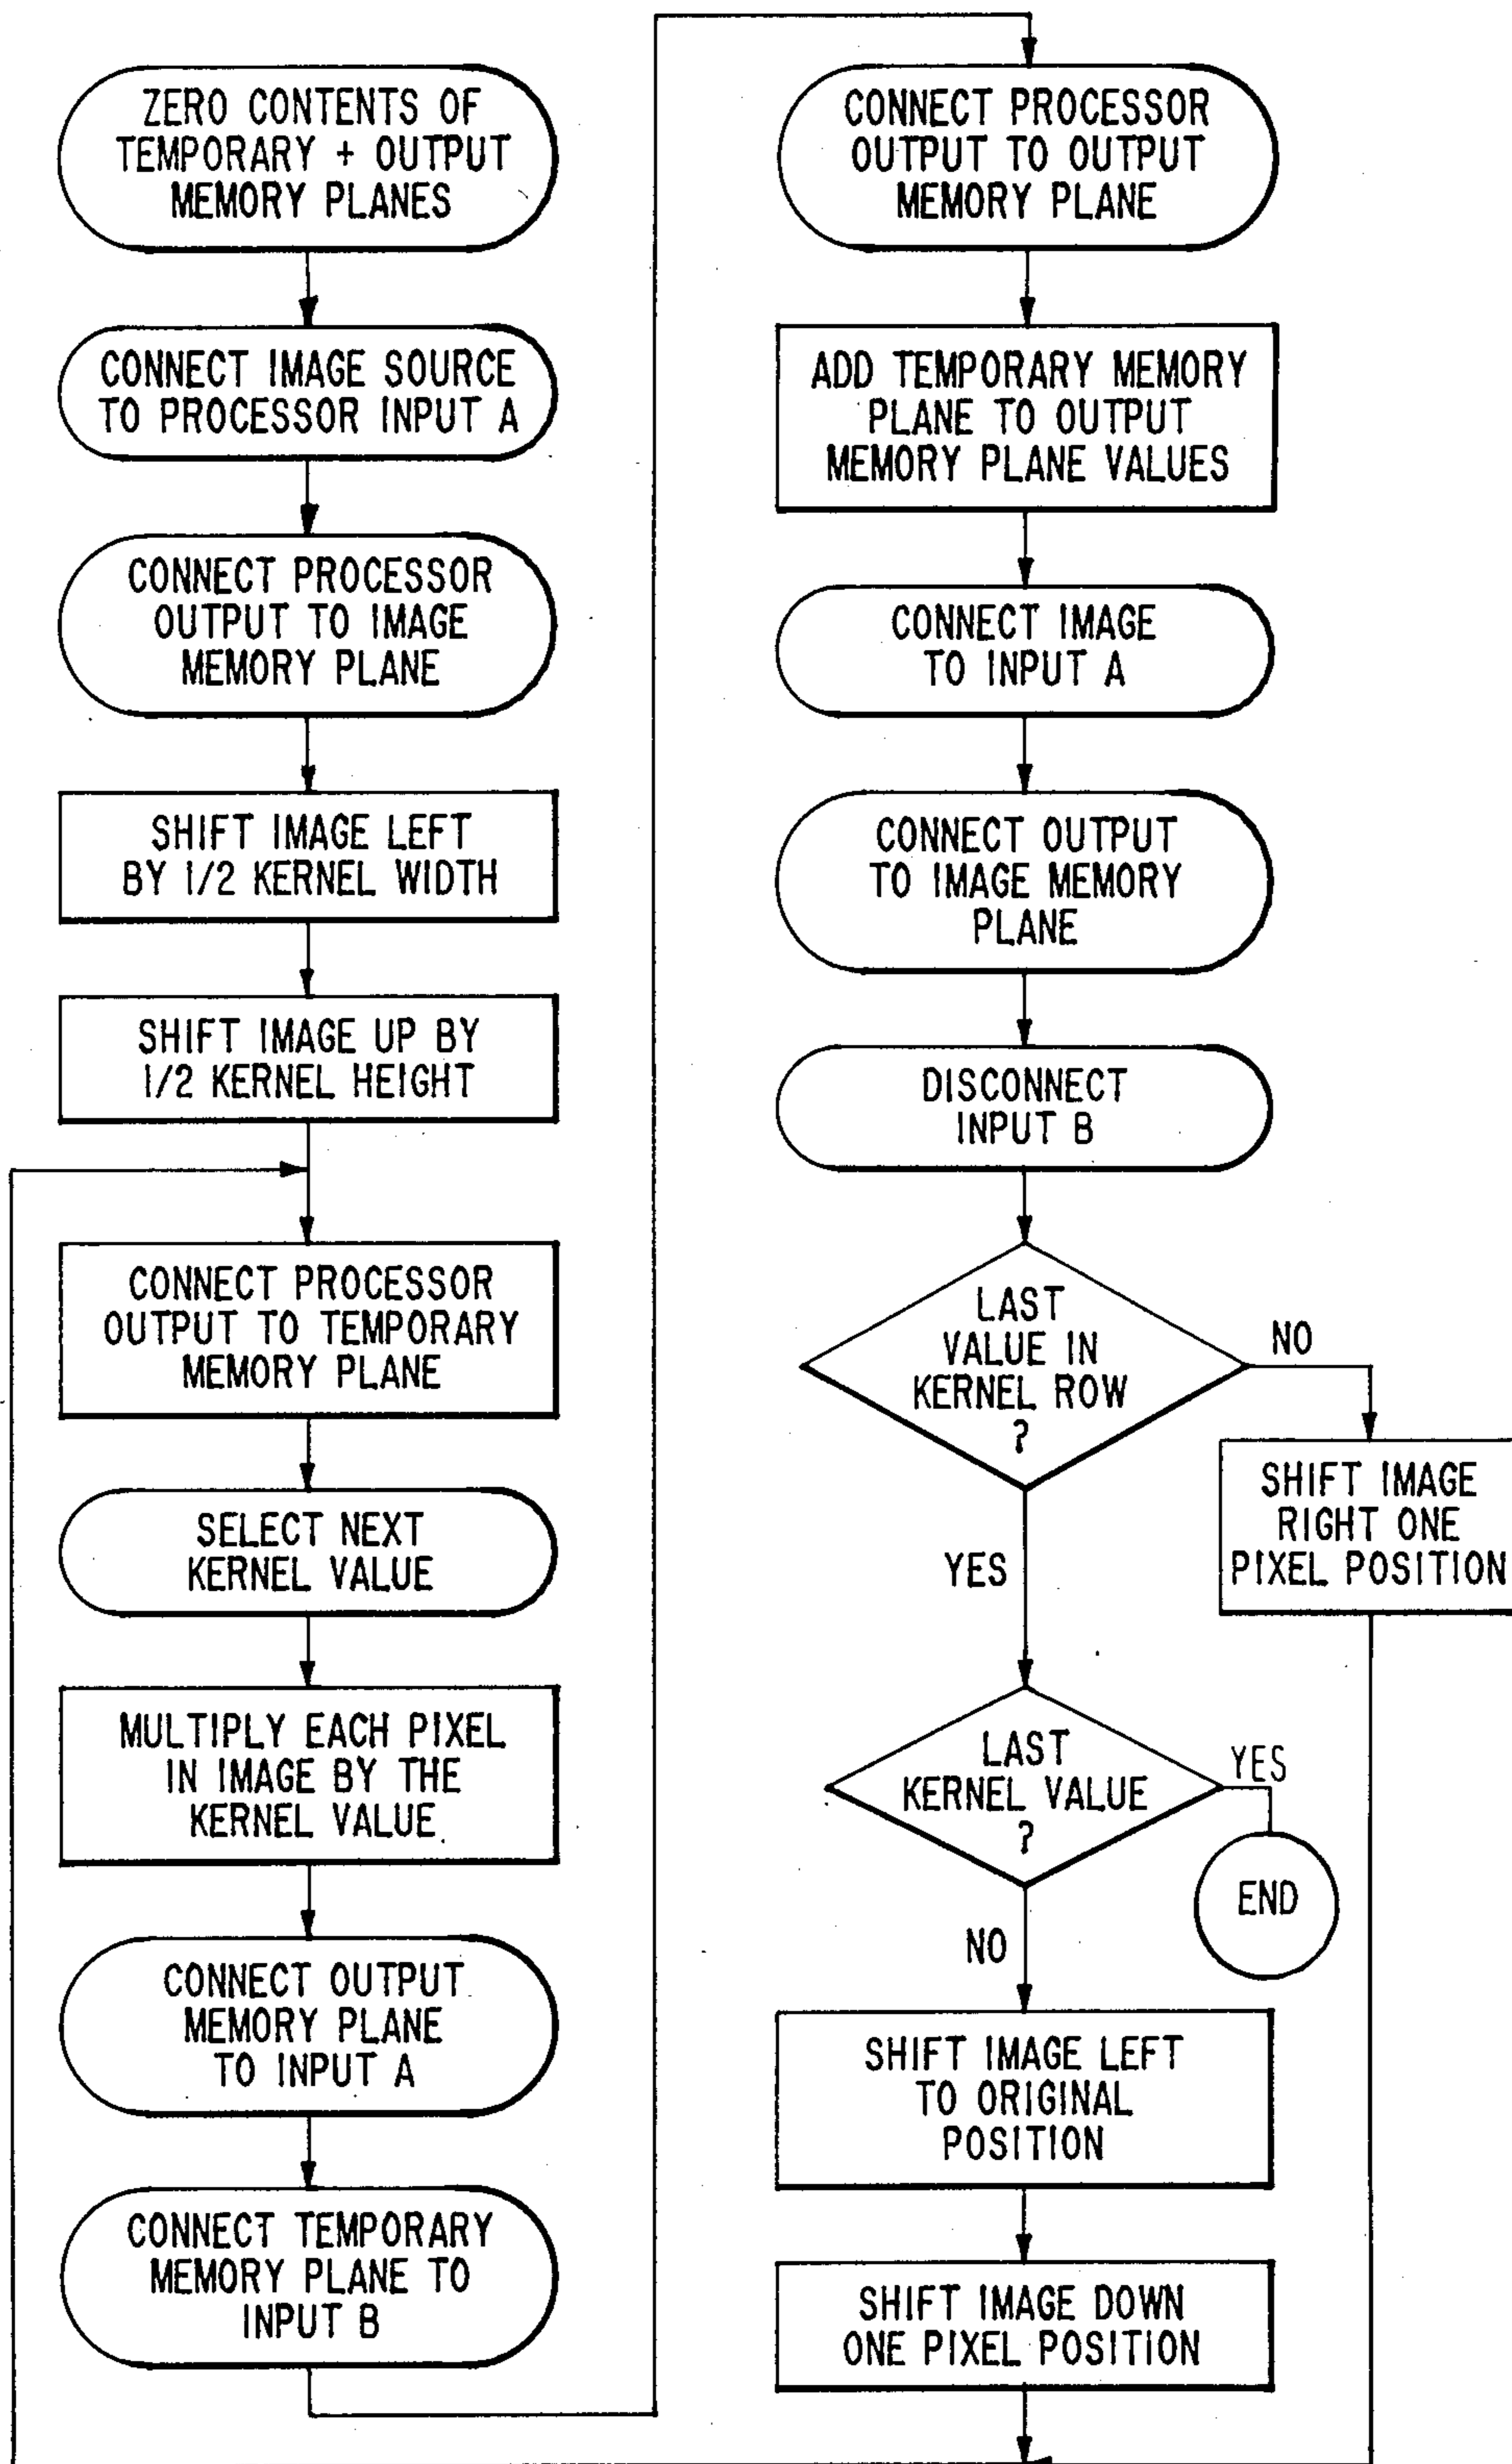 ZERO CONTENTS OF
TEMPORARY + OUTPUT
MEMORY PLANES
CONNECT IMAGE SOURCE
TO PROCESSOR INPUT A
CONNECT PROCESSOR
OUTPUT TO IMAGE
MEMORY PLANE
SHIFT IMAGE LEFT
BY 1/2 KERNEL WIDTH
SHIFT IMAGE UP BY
1/2 KERNEL HEIGHT
CONNECT PROCESSOR
OUTPUT TO TEMPORARY
MEMORY PLANE
SELECT NEXT
KERNEL VALUE
MULTIPLY EACH PIXEL
IN IMAGE BY THE
KERNEL VALUE
CONNECT OUTPUT
MEMORY PLANE
TO INPUT A
CONNECT TEMPORARY
MEMORY PLANE TO
INPUT B
CONNECT PROCESSOR
OUTPUT TO OUTPUT
MEMORY PLANE
ADD TEMPORARY MEMORY
PLANE TO OUTPUT
MEMORY PLANE VALUES
CONNECT IMAGE
TO INPUT A
CONNECT OUTPUT
TO IMAGE MEMORY
PLANE
DISCONNECT
INPUT B
LAST
VALUE IN
KERNEL ROW
?
NO
SHIFT IMAGE
RIGHT ONE
PIXEL POSITION
YES
LAST
KERNEL VALUE
?
YES
END
NO
SHIFT IMAGE LEFT
TO ORIGINAL
POSITION
SHIFT IMAGE DOWN
ONE PIXEL POSITION